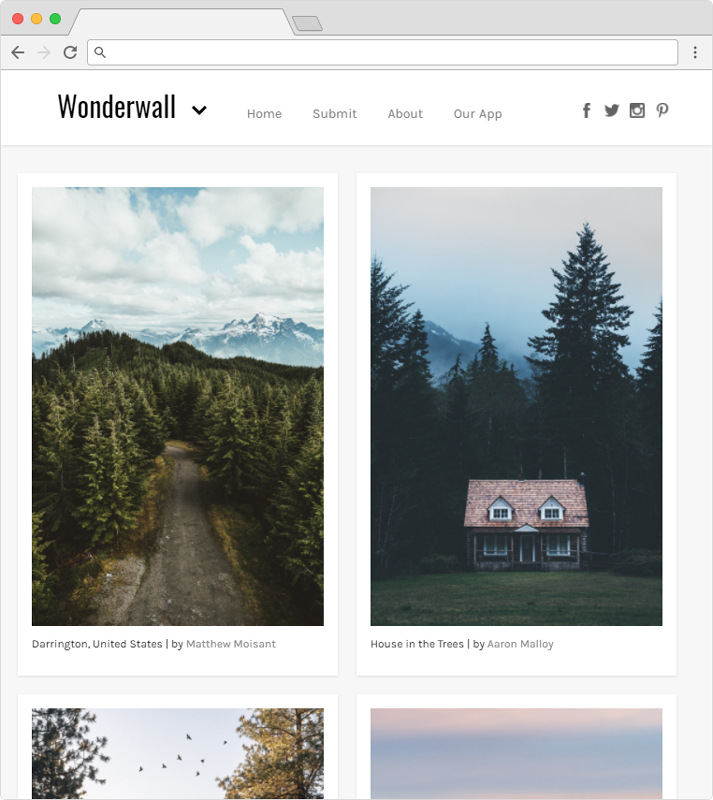 Wonderwall
Home Submit About Our App
Darrington, United States | by Matthew Moisant
House in the Trees | by Aaron Malloy